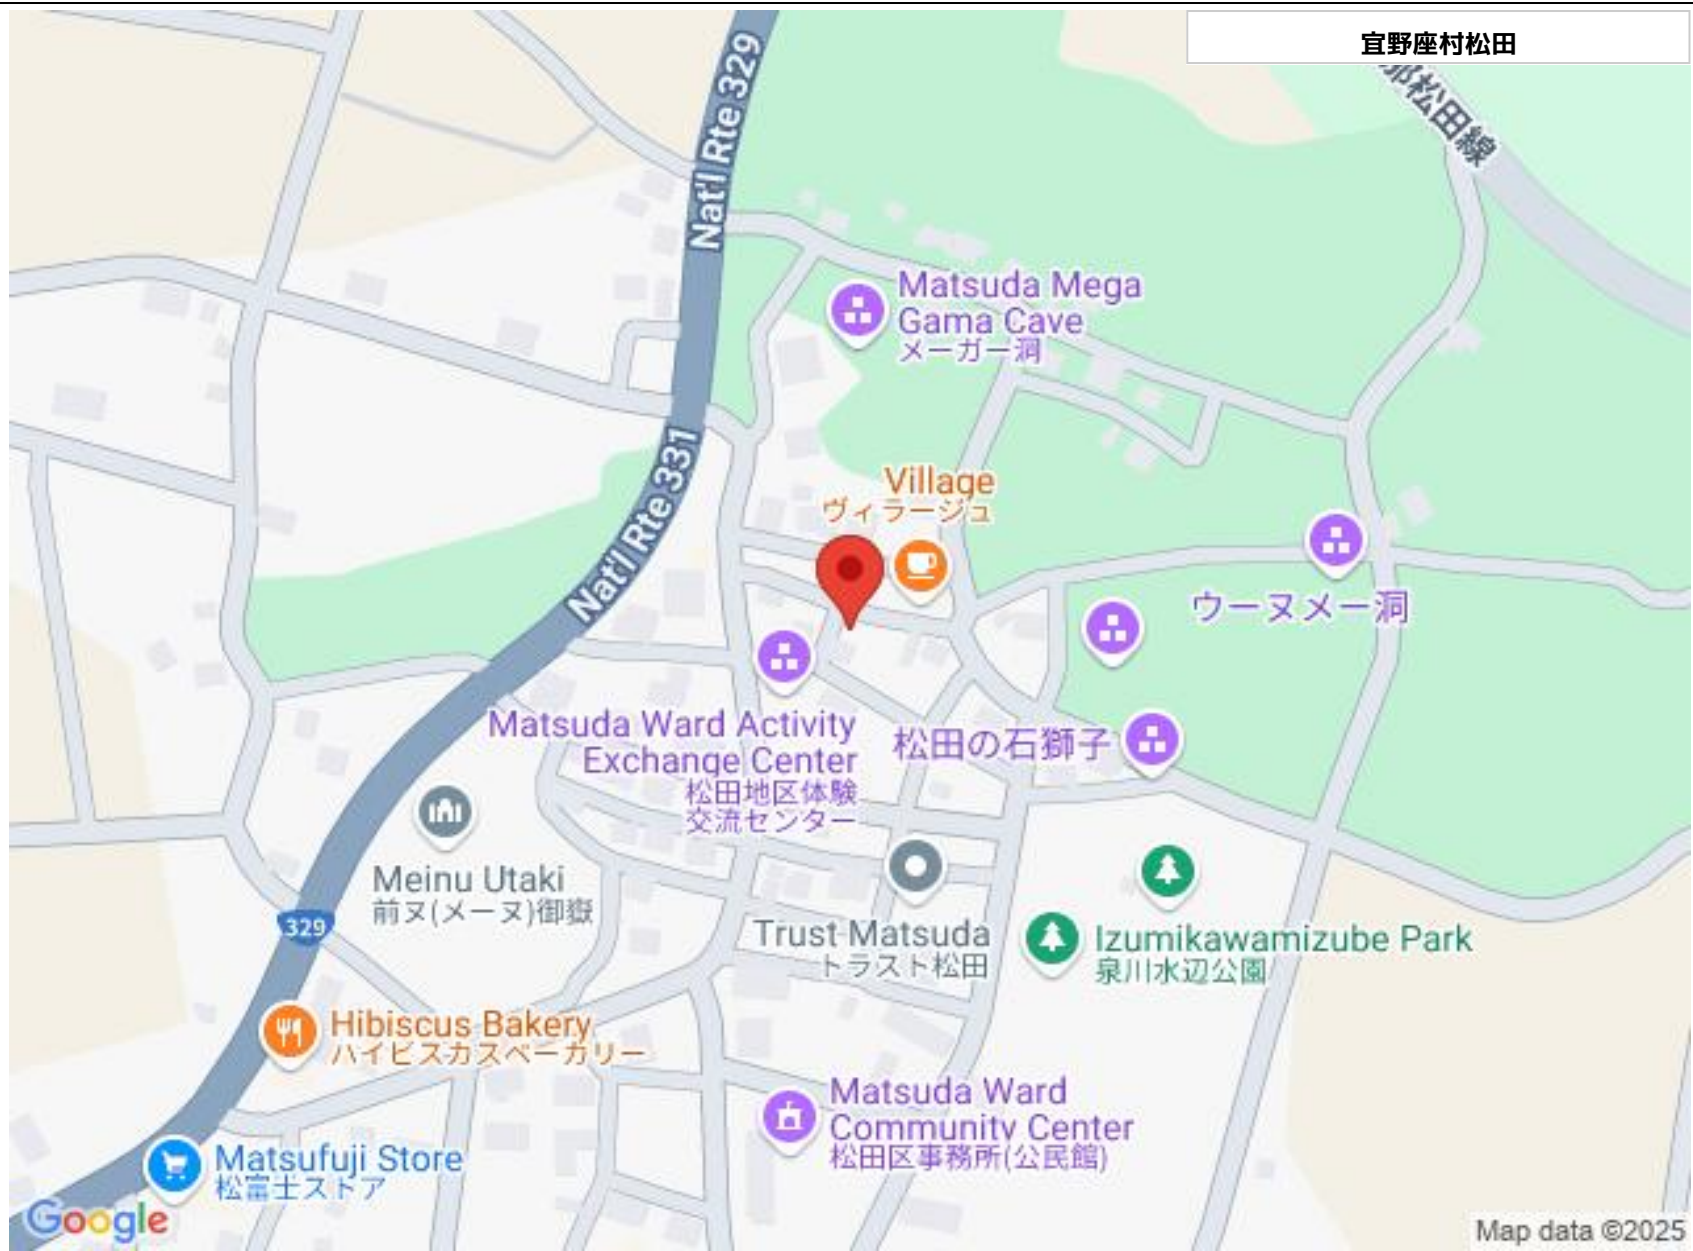 宜野座村松田
Nat'l Rte 329
松田線
Matsuda Mega
Gama Cave
メーガー洞
Nat'l Rte 331
Village
ヴィラージュ
ウーヌメー洞
Matsuda Ward Activity
Exchange Center
松田地区体験
交流センター
松田の石獅子
Meinu Utaki
前ヌ(メーヌ)御嶽
329
Trust Matsuda
トラスト松田
Izumikawamizube Park
泉川水辺公園
Hibiscus Bakery
ハイビスカスベーカリー
Matsuda Ward
Community Center
松田区事務所(公民館)
Matsufuji Store
松富士ストア
Google
Map data ©2025